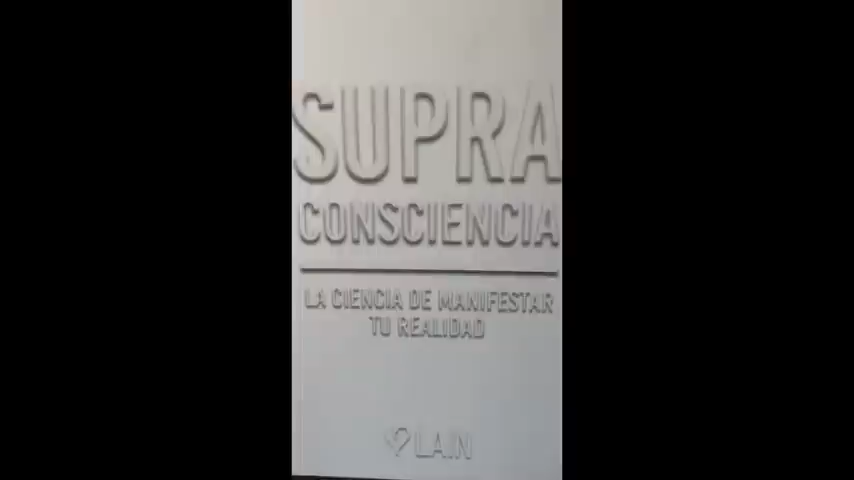 SUPRA
CONSCIENCIA
LA CIENCIA DE MANIFESTAR
TU REALIDAD
LAIN